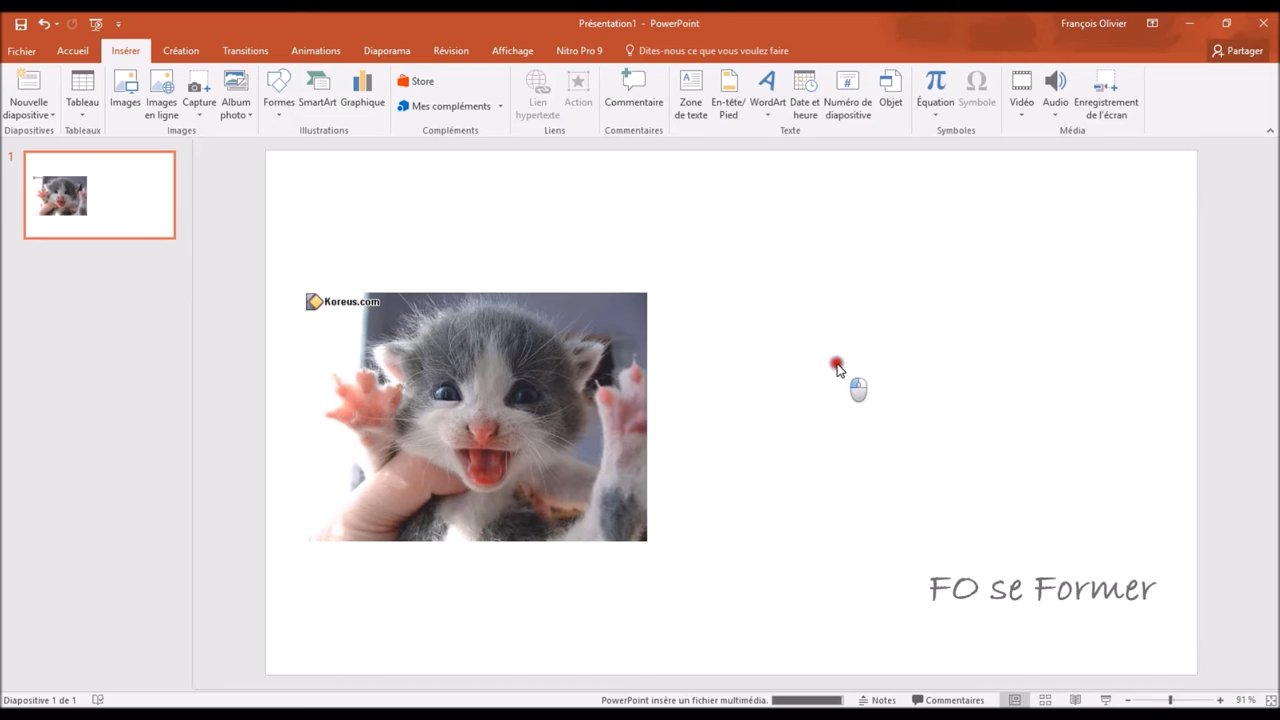 Présentation1 - PowerPoint
François Olivier
Fichier Accueil Insérer Création Transitions Animations Diaporama Révision Affichage Nitro Pro 9 Dites-nous ce que vous voulez faire Partager
Nouvelle diapositive
Tableau
Images
Images en ligne
Capture
Album photo
Formes
SmartArt
Graphique
Store
Mes compléments
Lien hypertexte
Action
Commentaire
Zone de texte
En-tête/ Pied
WordArt
Date et heure
Numéro de diapositive
Objet
Équation
Symbole
Vidéo
Audio
Enregistrement de l'écran
Diapositives Tableaux Images Illustrations Compléments Liens Commentaires Texte Symboles Média
1
Koreus.com
FO se Former
Diapositive 1 de 1
PowerPoint insère un fichier multimédia.
Notes
Commentaires
91 %